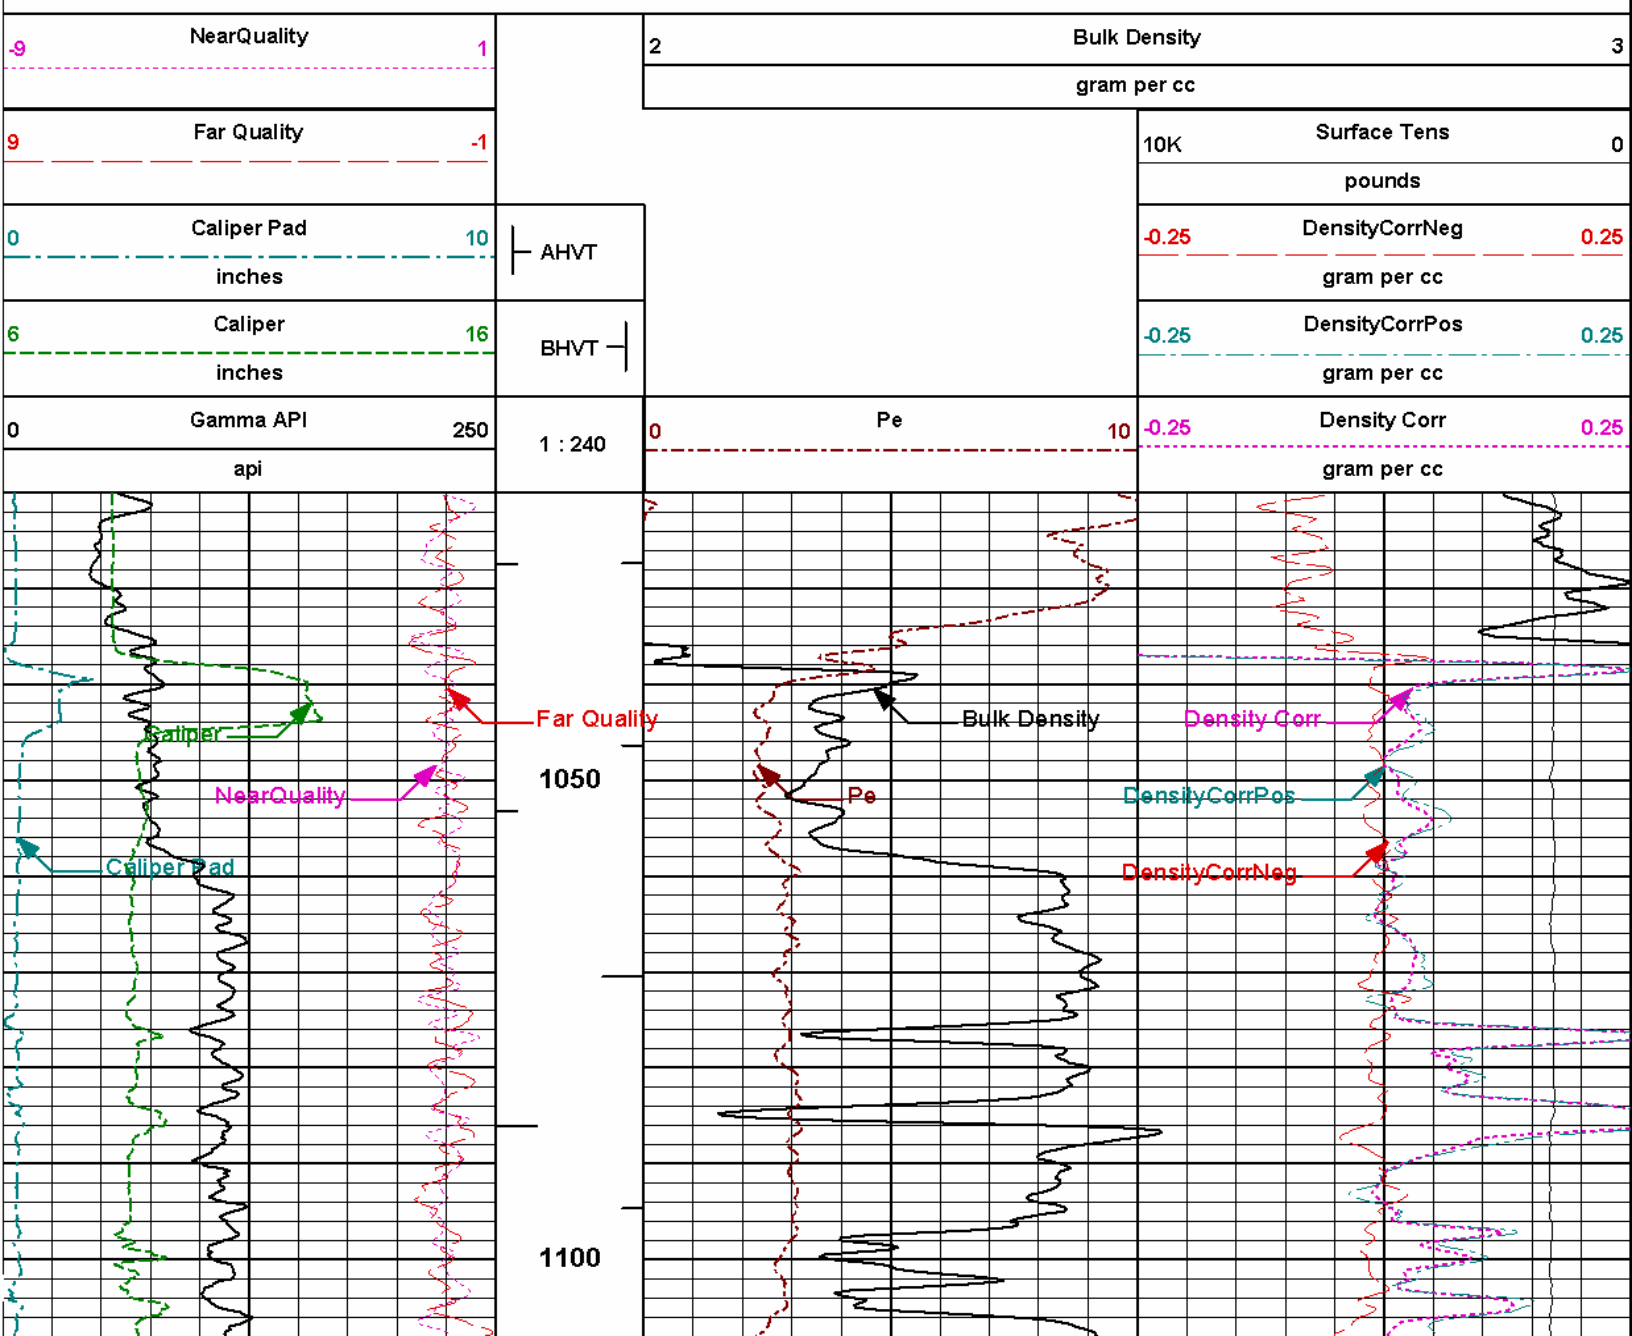 NearQuality
-9 1
Bulk Density
2 3
gram per cc
Far Quality
9 -1
Surface Tens
10K 0
pounds
Caliper Pad
0 10
inches
AHVT
DensityCorrNeg
-0.25 0.25
gram per cc
Caliper
6 16
inches
BHVT
DensityCorrPos
-0.25 0.25
gram per cc
Gamma API
0 250
api
1 : 240
Pe
0 10
Density Corr
-0.25 0.25
gram per cc
Far Quality
Bulk Density
Density Corr
Caliper
1050
NearQuality
Pe
DensityCorrPos
Caliper Pad
DensityCorrNeg
1100